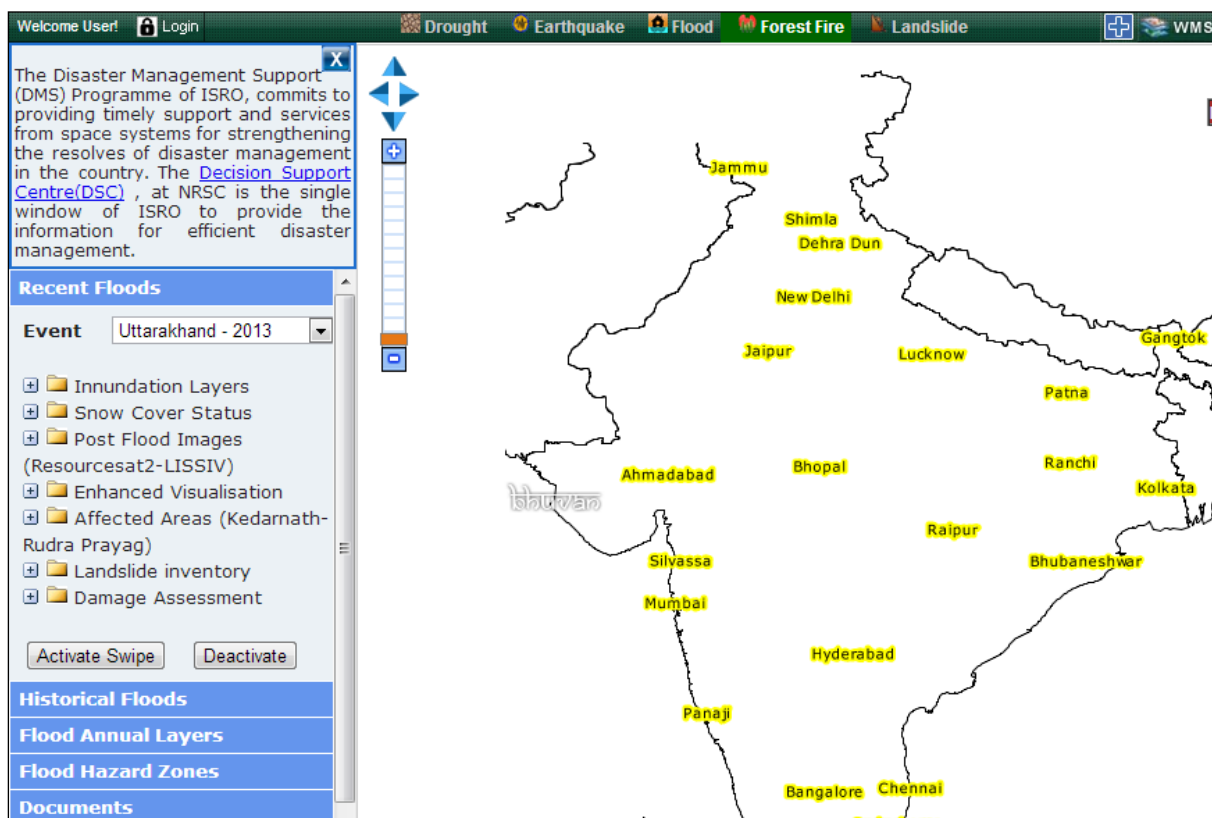 Welcome User! Login Drought Earthquake Flood Forest Fire Landslide WMS
X
The Disaster Management Support
(DMS) Programme of ISRO, commits to
providing timely support and services
from space systems for strengthening
the resolves of disaster management
in the country. The Decision Support
Centre(DSC) , at NRSC is the single
window of ISRO to provide the
information for efficient disaster
management.
Recent Floods
Event Uttarakhand - 2013
Innundation Layers
Snow Cover Status
Post Flood Images
(Resourcesat2-LISSIV)
Enhanced Visualisation
Affected Areas (Kedarnath-
Rudra Prayag)
Landslide inventory
Damage Assessment
Activate Swipe Deactivate
Historical Floods
Flood Annual Layers
Flood Hazard Zones
Documents
Jammu
Shimla
Dehra Dun
New Delhi
Jaipur
Lucknow
Gangtok
Patna
Ahmadabad
Bhopal
Ranchi
Kolkata
bhuvan
Raipur
Silvassa
Bhubaneshwar
Mumbai
Hyderabad
Panaji
Bangalore
Chennai